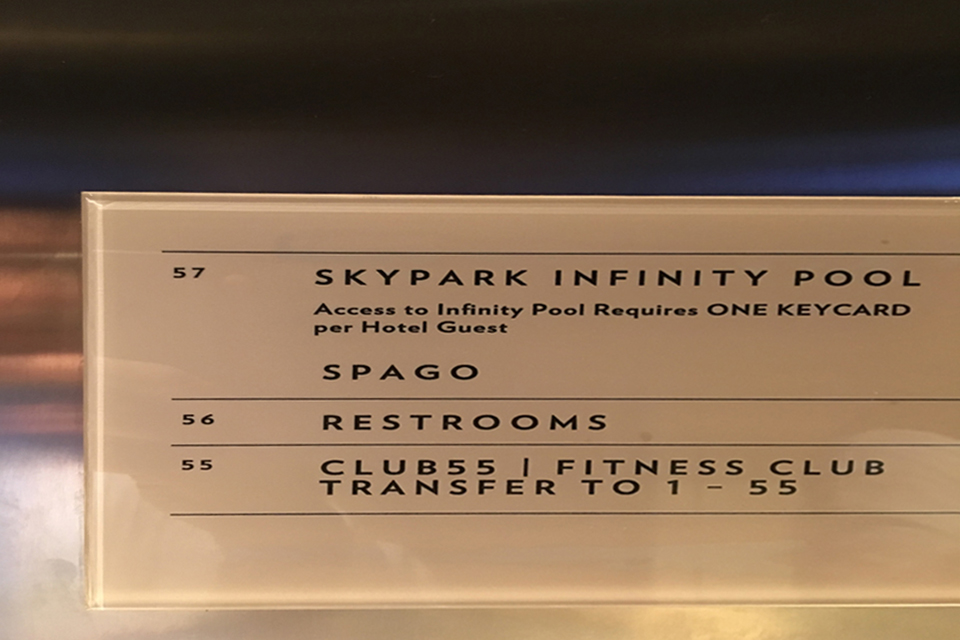 57 SKYPARK INFINITY POOL
Access to Infinity Pool Requires ONE KEYCARD
per Hotel Guest
SPAGO
56 RESTROOMS
55 CLUB55 | FITNESS CLUB
TRANSFER TO 1 – 55